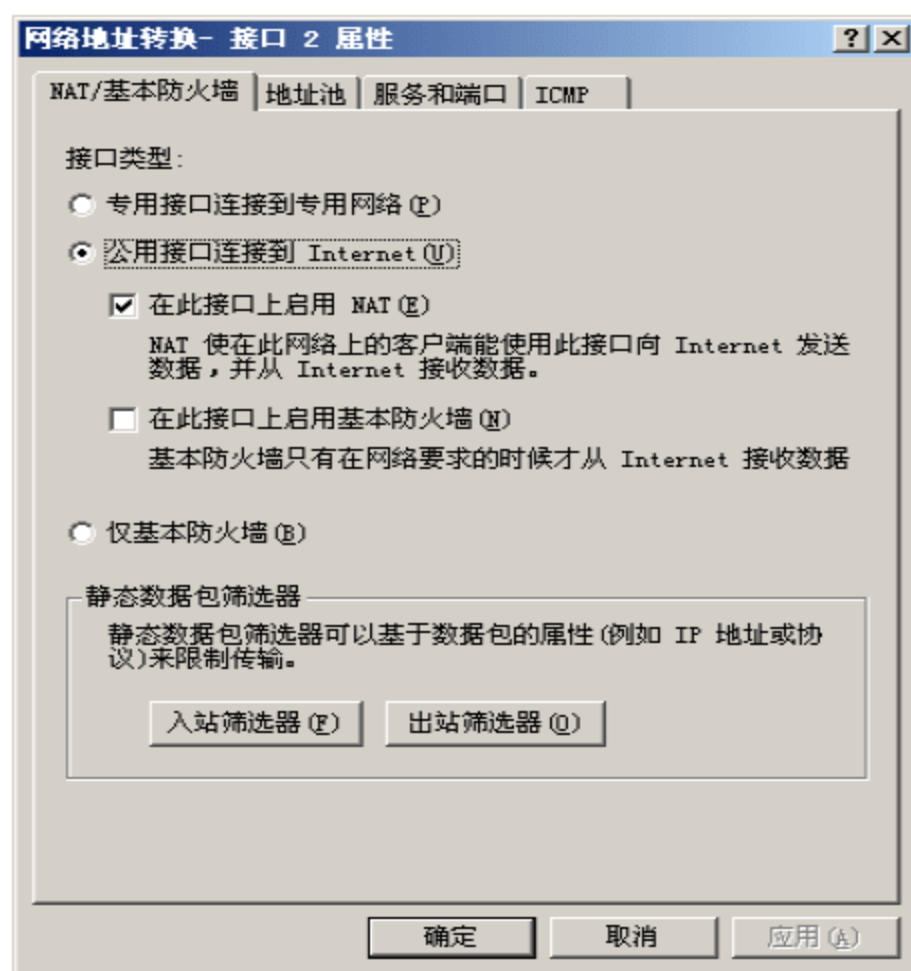 网络地址转换- 接口 2 属性
NAT/基本防火墙 地址池 服务和端口 ICMP
接口类型:
专用接口连接到专用网络(P)
公用接口连接到 Internet(U)
在此接口上启用 NAT(E)
NAT 使在此网络上的客户端能使用此接口向 Internet 发送
数据，并从 Internet 接收数据。
在此接口上启用基本防火墙(N)
基本防火墙只有在网络要求的时候才从 Internet 接收数据
仅基本防火墙(B)
静态数据包筛选器
静态数据包筛选器可以基于数据包的属性(例如 IP 地址或协
议)来限制传输。
入站筛选器(F) 出站筛选器(O)
确定 取消 应用(A)